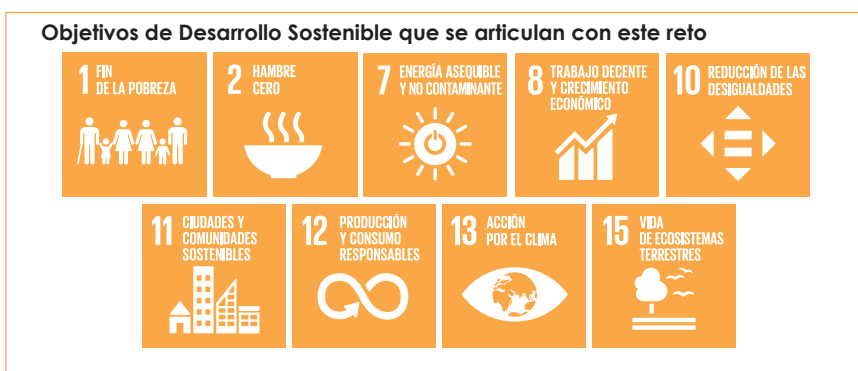 Objetivos de Desarrollo Sostenible que se articulan con este reto
1 FIN
DE LA POBREZA
2 HAMBRE
CERO
7 ENERGÍA ASEQUIBLE
Y NO CONTAMINANTE
8 TRABAJO DECENTE
Y CRECIMIENTO
ECONÓMICO
10 REDUCCIÓN DE LAS
DESIGUALDADES
11 CIUDADES Y
COMUNIDADES
SOSTENIBLES
12 PRODUCCIÓN
Y CONSUMO
RESPONSABLES
13 ACCIÓN
POR EL CLIMA
15 VIDA
DE ECOSISTEMAS
TERRESTRES